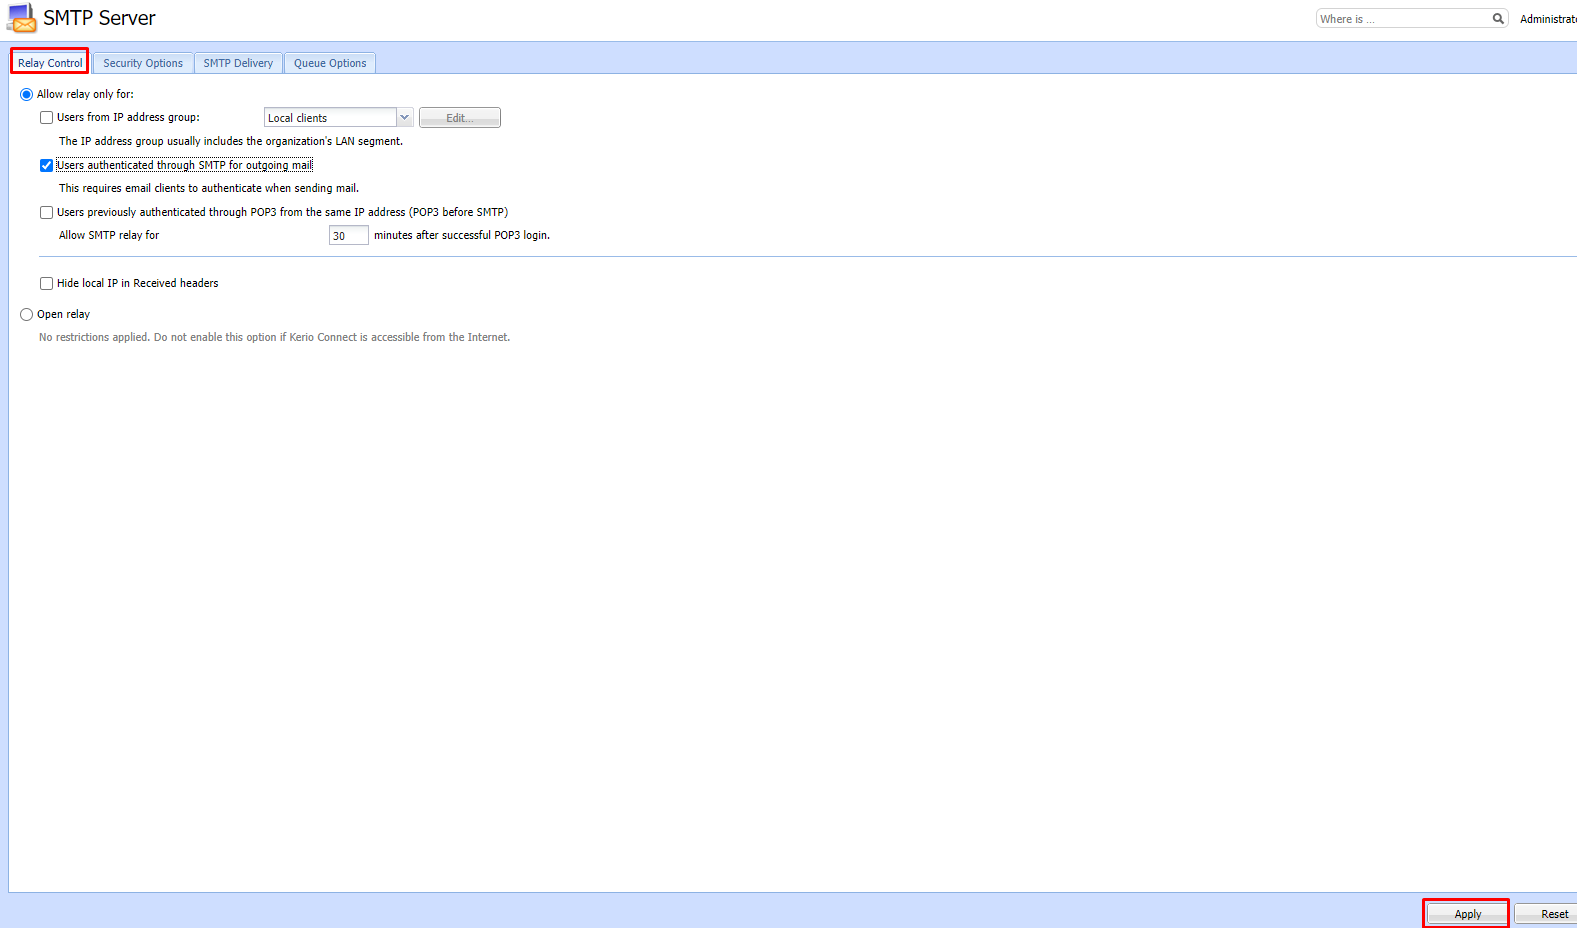 SMTP Server
Where is ...
Administrato
Relay Control
Security Options
SMTP Delivery
Queue Options
Allow relay only for:
Users from IP address group:
Local clients
Edit...
The IP address group usually includes the organization's LAN segment.
Users authenticated through SMTP for outgoing mail
This requires email clients to authenticate when sending mail.
Users previously authenticated through POP3 from the same IP address (POP3 before SMTP)
Allow SMTP relay for 30 minutes after successful POP3 login.
Hide local IP in Received headers
Open relay
No restrictions applied. Do not enable this option if Kerio Connect is accessible from the Internet.
Apply
Reset